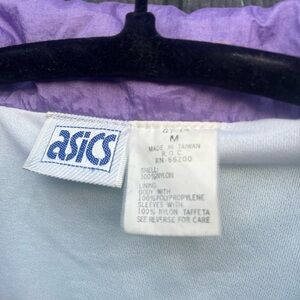 asics
M
MADE IN TAIWAN
R.O.C.
RN 66200
SHELL:
100%NYLON
LINING
BODY WITH
100%POLYPROPYLENE
SLEEVES WITH
100% NYLON TAFFETA
SEE REVERSE FOR CARE